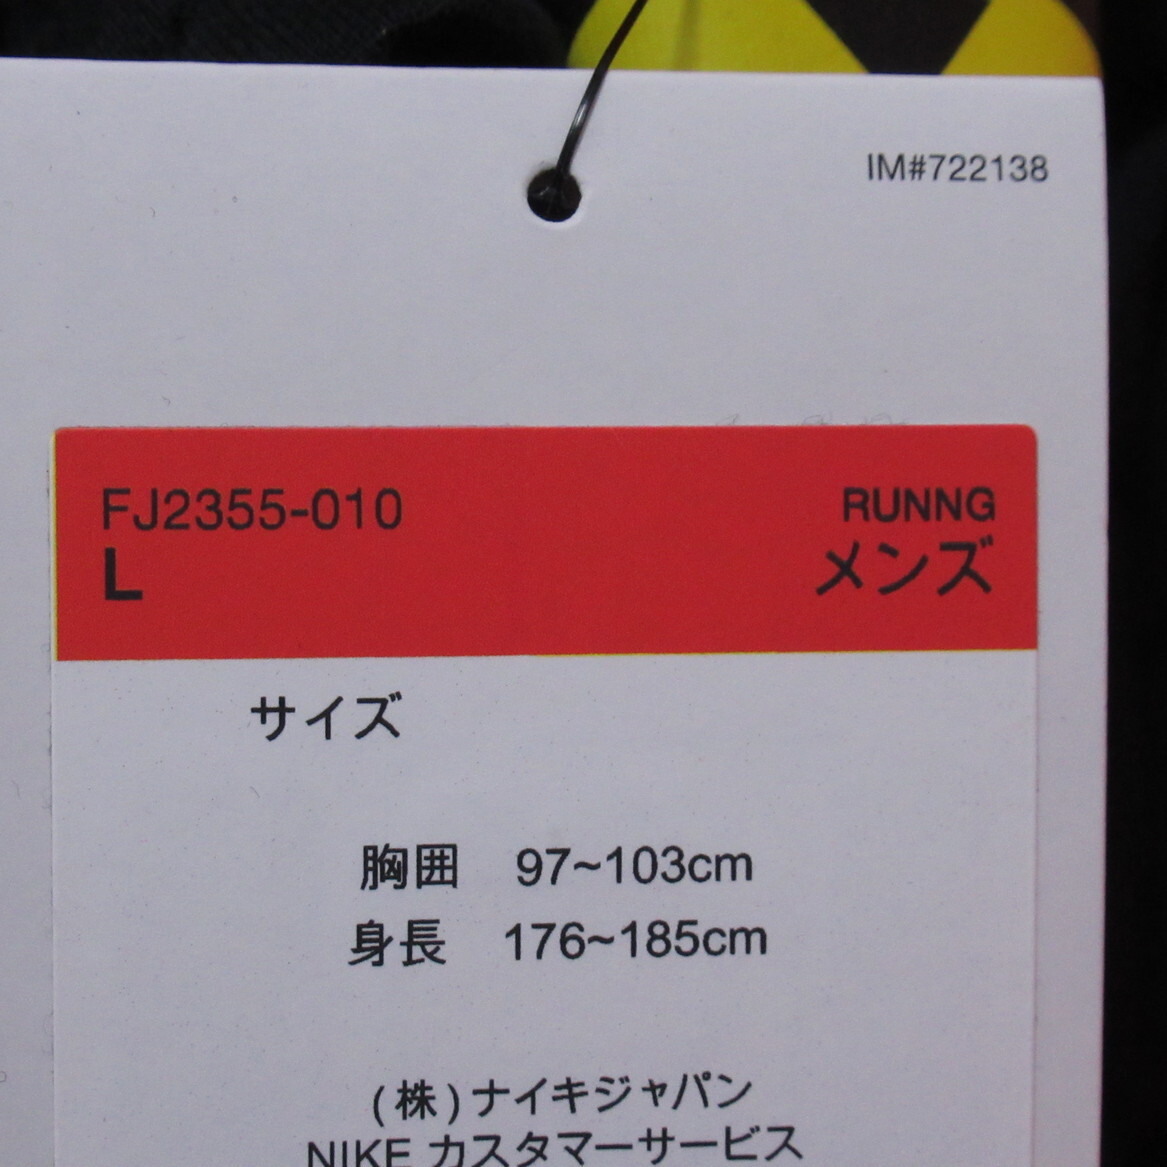 IM#722138
FJ2355-010
RUNNG
L
メンズ
サイズ
胸囲 97~103cm
身長 176~185cm
(株)ナイキジャパン
NIKE カスタマーサービス